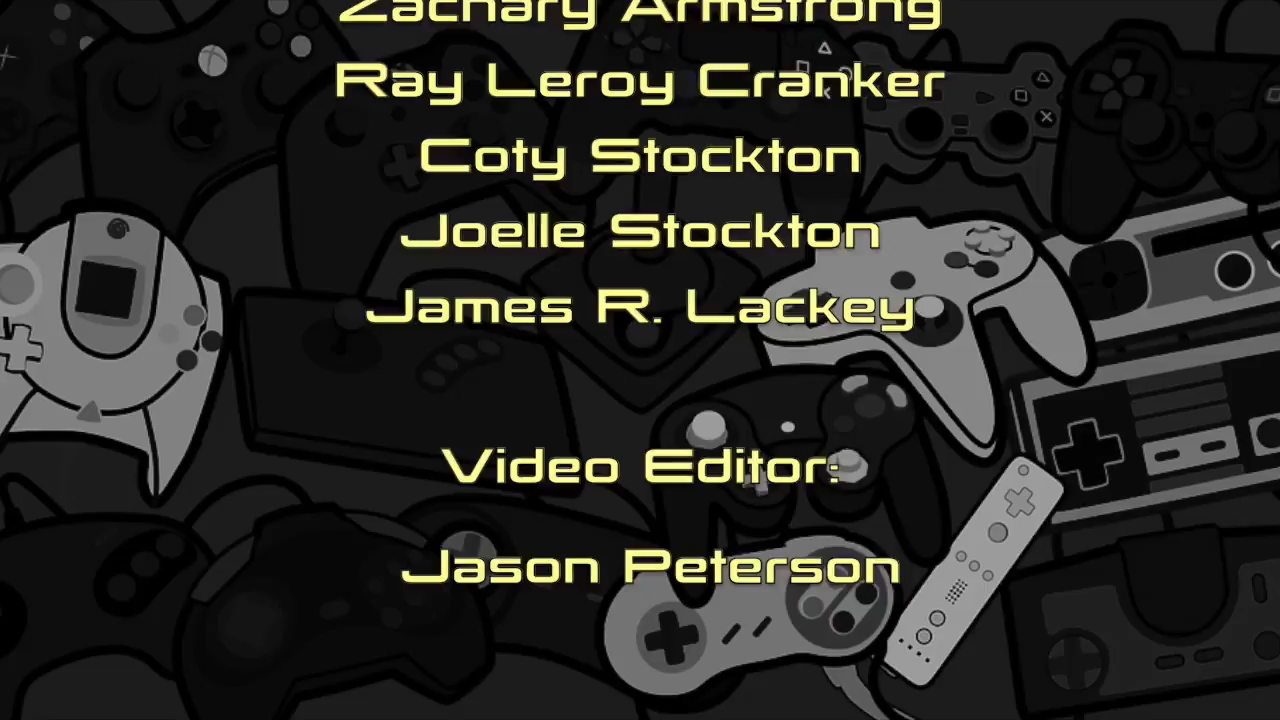 Zachary Armstrong
Ray Leroy Cranker
Coty Stockton
Joelle Stockton
James R. Lackey
Video Editor:
Jason Peterson